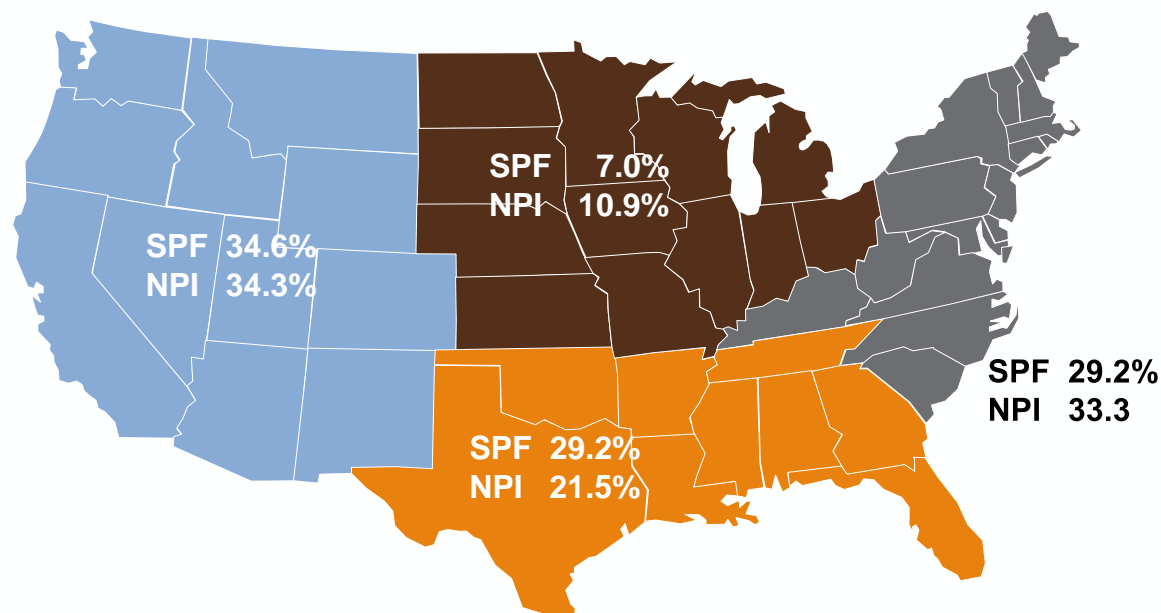 SPF 7.0%
NPI 10.9%
SPF 34.6%
NPI 34.3%
SPF 29.2%
NPI 33.3
SPF 29.2%
NPI 21.5%